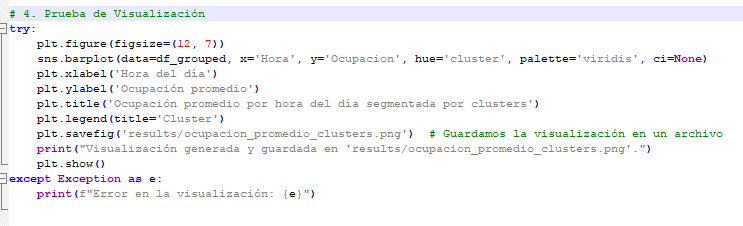 # 4. Prueba de Visualización
try:
    plt.figure(figsize=(12, 7))
    sns.barplot(data=df_grouped, x='Hora', y='Ocupacion', hue='cluster', palette='viridis', ci=None)
    plt.xlabel('Hora del día')
    plt.ylabel('Ocupación promedio')
    plt.title('Ocupación promedio por hora del día segmentada por clusters')
    plt.legend(title='Cluster')
    plt.savefig('results/ocupacion_promedio_clusters.png')  # Guardamos la visualización en un archivo
    print("Visualización generada y guardada en 'results/ocupacion_promedio_clusters.png'.")
    plt.show()
except Exception as e:
    print(f"Error en la visualización: {e}")